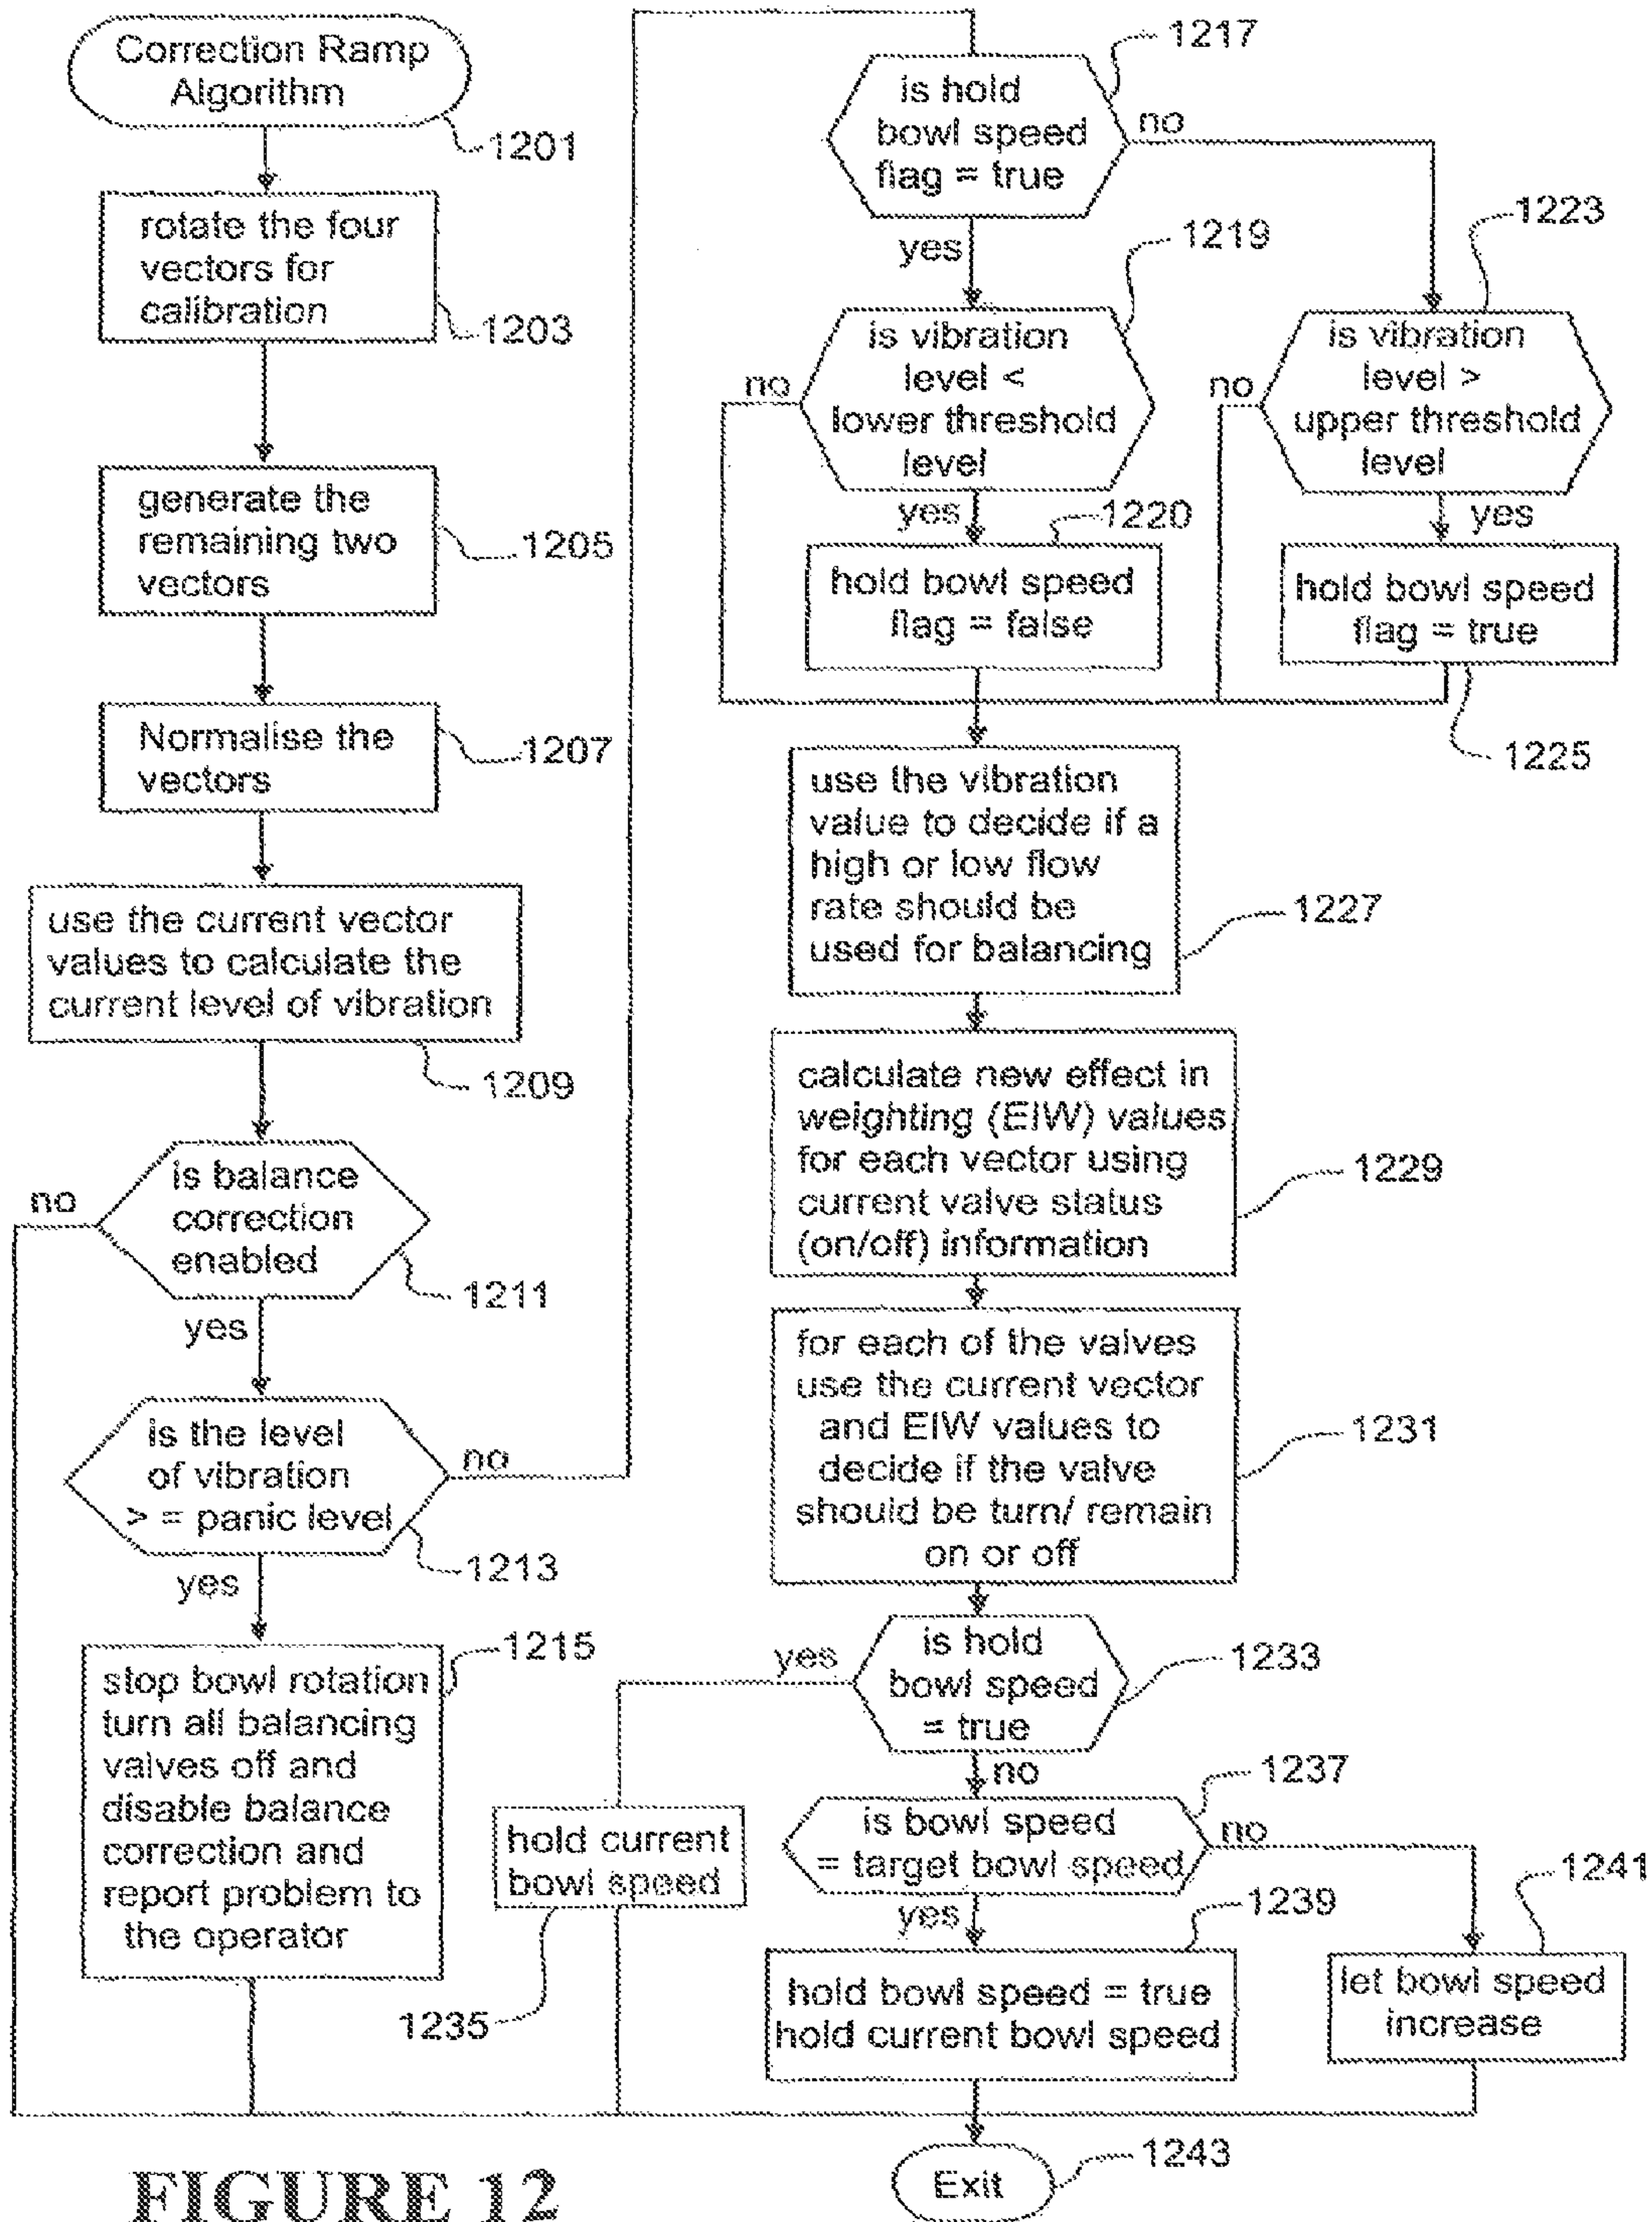 Correction Ramp
Algorithm
1201
rotate the four
vectors for
calibration
1203
generate the
remaining two
vectors
1205
Normalise the
vectors
1207
use the current vector
values to calculate the
current level of vibration
1209
is balance
correction
enabled
no
1211
yes
is the level
of vibration
> = panic level
no
1213
yes
stop bowl rotation
turn all balancing
valves off and
disable balance
correction and
report problem to
the operator
1215
is hold
bowl speed
flag = true
1217
no
yes
is vibration
level <
lower threshold
level
1219
no
yes
hold bowl speed
flag = false
1220
is vibration
level >
upper threshold
level
1223
no
yes
hold bowl speed
flag = true
1225
use the vibration
value to decide if a
high or low flow
rate should be
used for balancing
1227
calculate new effect in
weighting (EIW) values
for each vector using
current valve status
(on/off) information
1229
for each of the valves
use the current vector
and EIW values to
decide if the valve
should be turn/ remain
on or off
1231
is hold
bowl speed
= true
1233
yes
no
hold current
bowl speed
1235
is bowl speed
= target bowl speed
1237
no
yes
hold bowl speed = true
hold current bowl speed
1239
let bowl speed
increase
1241
Exit
1243
FIGURE 12